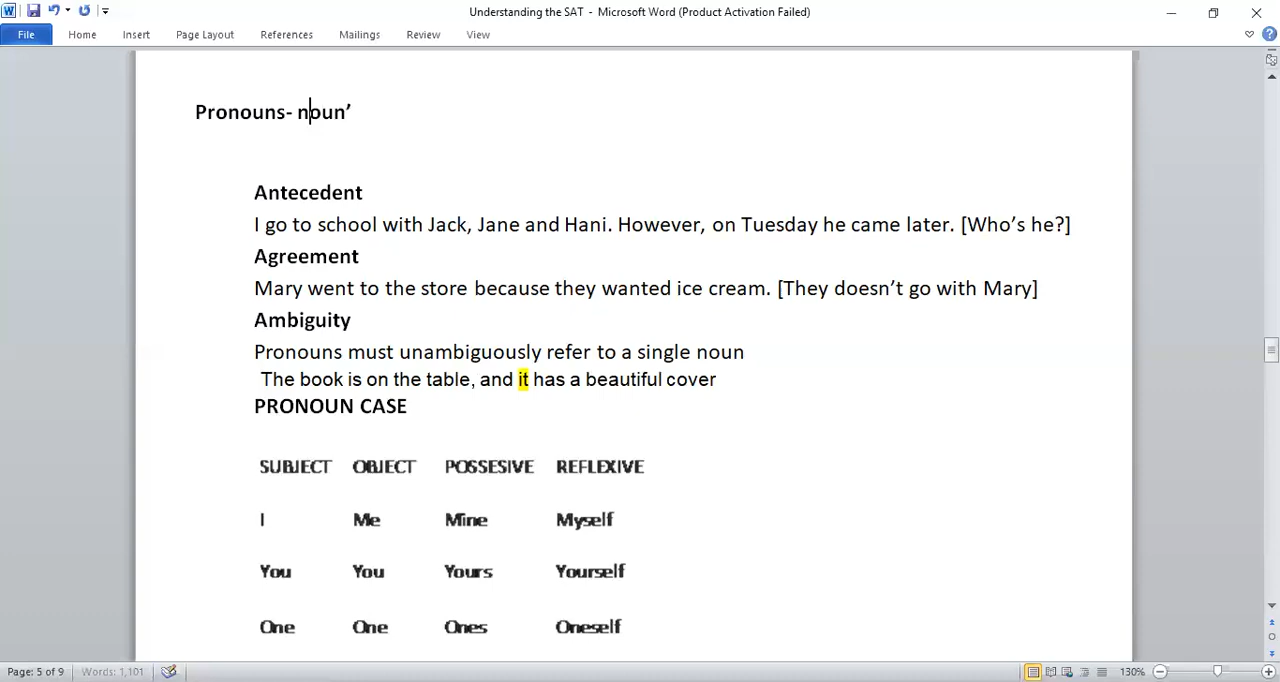 Understanding the SAT - Microsoft Word (Product Activation Failed)
File Home Insert Page Layout References Mailings Review View
Pronouns- noun’
Antecedent
I go to school with Jack, Jane and Hani. However, on Tuesday he came later. [Who’s he?]
Agreement
Mary went to the store because they wanted ice cream. [They doesn’t go with Mary]
Ambiguity
Pronouns must unambiguously refer to a single noun
The book is on the table, and it has a beautiful cover
PRONOUN CASE
SUBJECT OBJECT POSSESIVE REFLEXIVE
I Me Mine Myself
You You Yours Yourself
One One Ones Oneself
Page: 5 of 9 Words: 1,101 130%